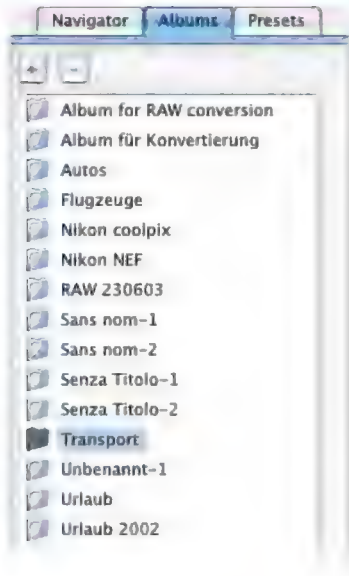 Navigator Albums Presets
+ -
Album for RAW conversion
Album für Konvertierung
Autos
Flugzeuge
Nikon coolpix
Nikon NEF
RAW 230603
Sans nom-1
Sans nom-2
Senza Titolo-1
Senza Titolo-2
Transport
Unbenannt-1
Urlaub
Urlaub 2002